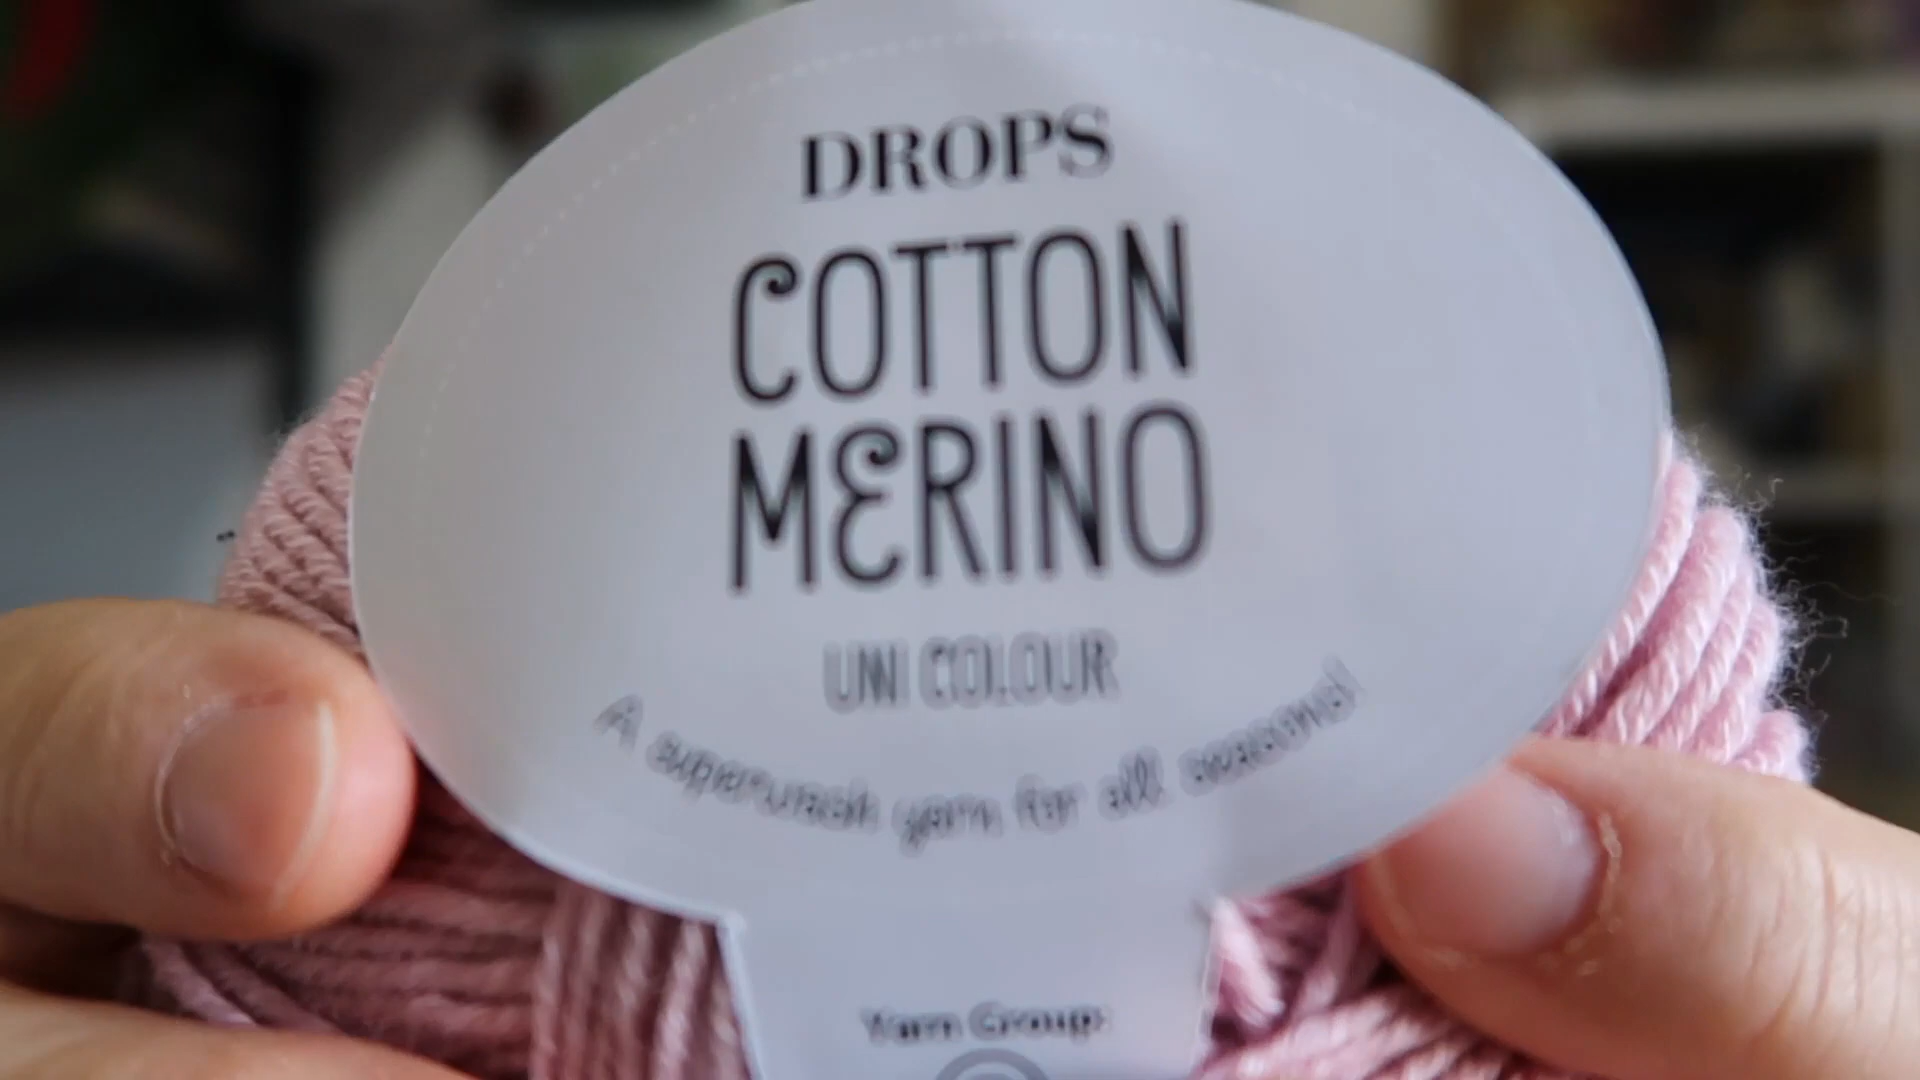 DROPS
COTTON
MERINO
UNI COLOUR
A superwash yarn for all seasons!
Yarn Group: